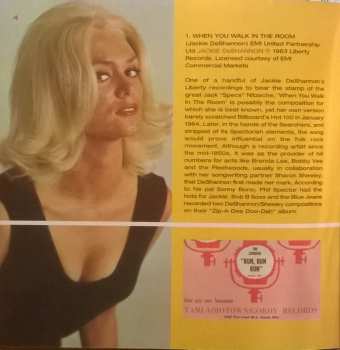 4
1. WHEN YOU WALK IN THE ROOM
(Jackie DeShannon) EMI United Partnership
Ltd JACKIE DeSHANNON ℗ 1963 Liberty
Records. Licensed courtesy of EMI
Commercial Markets
One of a handful of Jackie DeShannon's
Liberty recordings to bear the stamp of the
great Jack "Specs" Nitzsche, 'When You Walk
In The Room' is possibly the composition for
which she is best known, yet her own version
barely scratched Billboard's Hot 100 in January
1964. Later, in the hands of the Searchers, and
stripped of its Spectorian elements, the song
would prove influential on the folk rock
movement. Although a recording artist since
the mid-1950s, it was as the provider of hit
numbers for acts like Brenda Lee, Bobby Vee
and the Fleetwoods, usually in collaboration
with her songwriting partner Sharon Sheeley,
that DeShannon first made her mark. According
to his pal Sonny Bono, Phil Spector had the
hots for Jackie. Bob B Soxx and the Blue Jeans
recorded two DeShannon/Sheeley compositions
on their "Zip-A Dee Doo-Dah" album.
"RUN, RUN
RUN"
TAMLA/MOTOWN/GORDY RECORDS